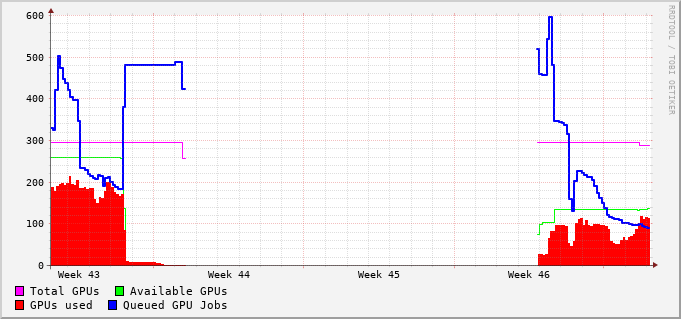 600
500
400
300
200
100
0
Week 43 Week 44 Week 45 Week 46
Total GPUs Available GPUs
GPUs used Queued GPU Jobs
RRDTOOL / TOBI OETIKER